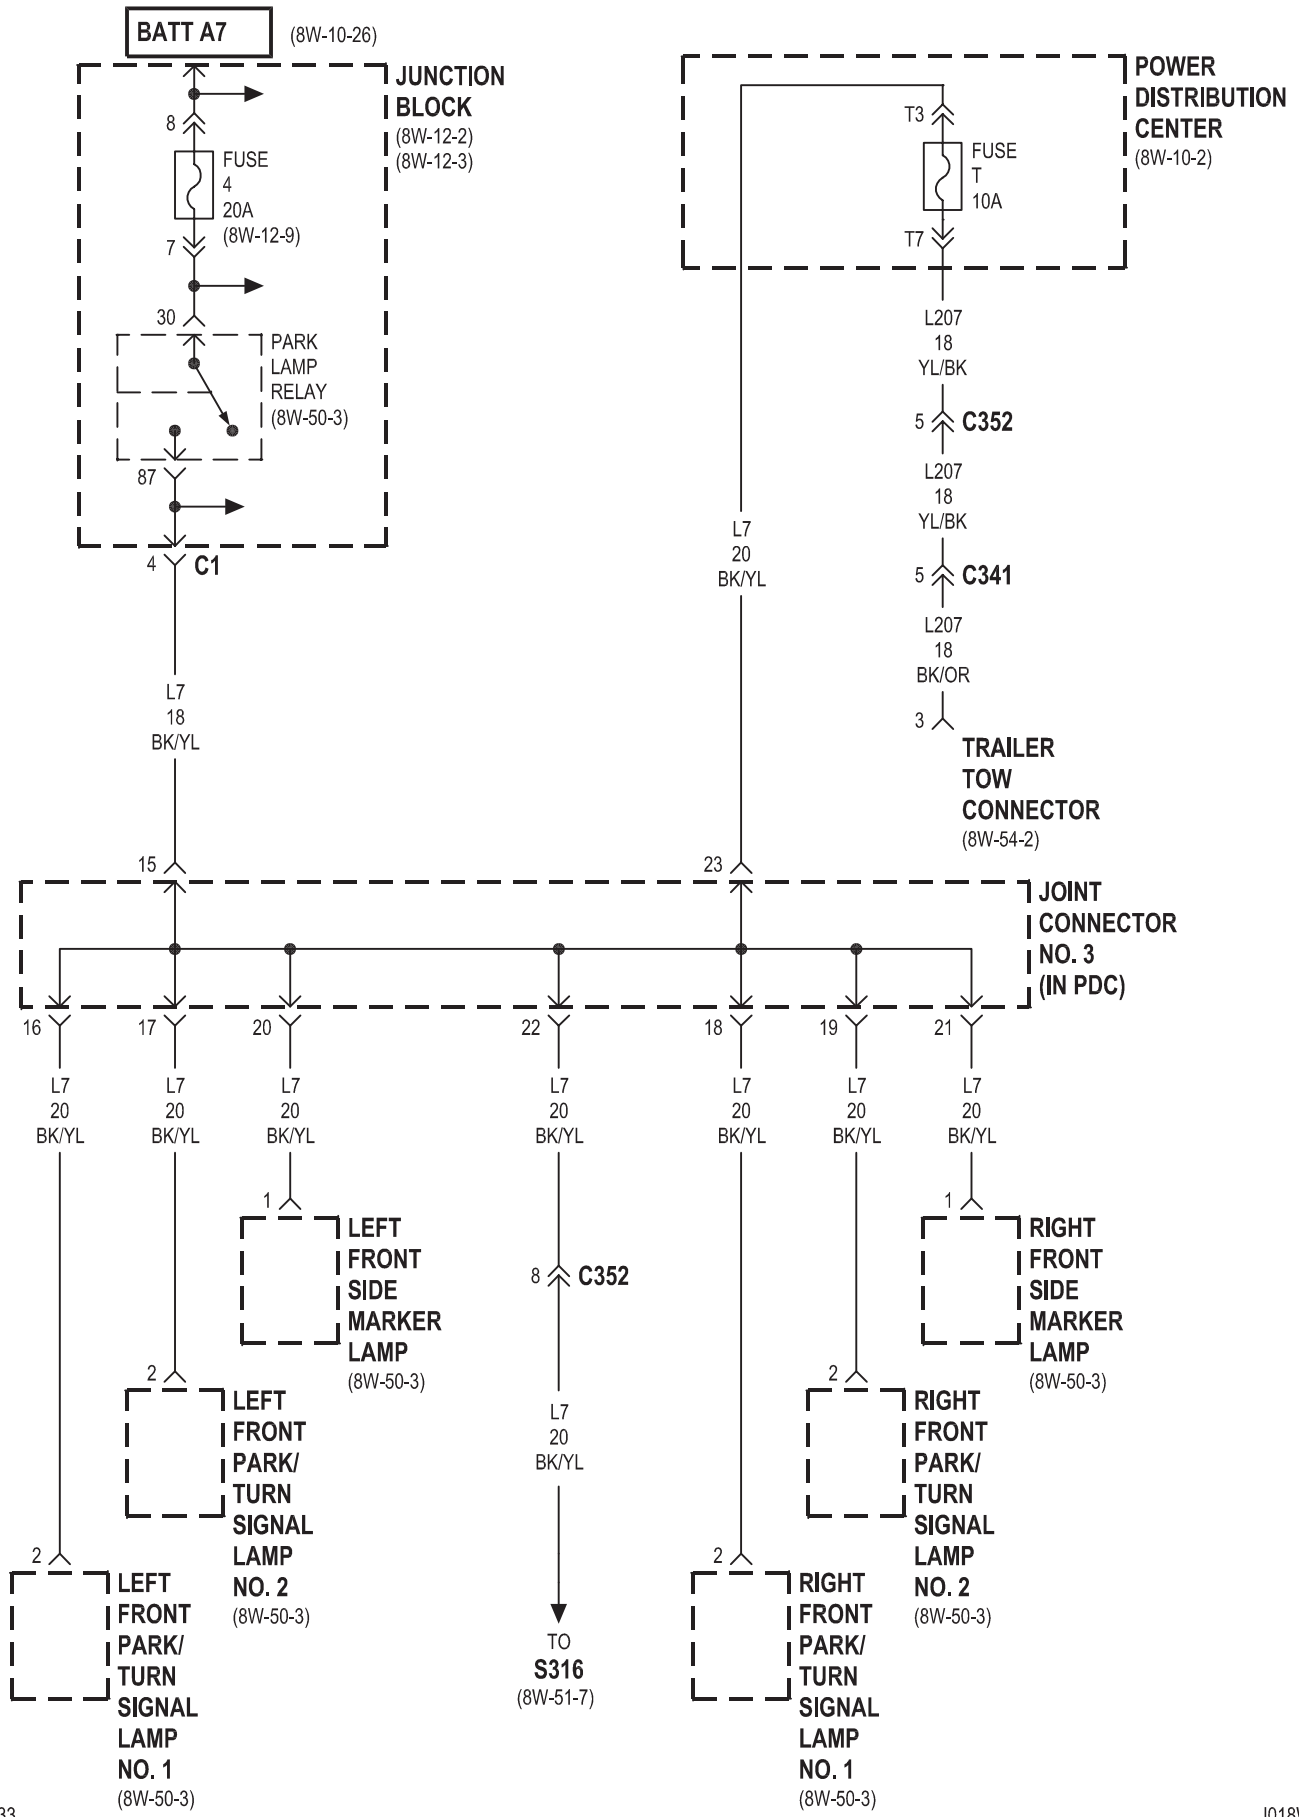 BATT A7
(8W-10-26)
JUNCTION
BLOCK
(8W-12-2)
(8W-12-3)
8
FUSE
4
20A
(8W-12-9)
7
30
PARK
LAMP
RELAY
(8W-50-3)
87
4
C1
L7
18
BK/YL
15
POWER
DISTRIBUTION
CENTER
(8W-10-2)
T3
FUSE
T
10A
T7
L207
18
YL/BK
5
C352
L207
18
YL/BK
5
C341
L207
18
BK/OR
3
TRAILER
TOW
CONNECTOR
(8W-54-2)
L7
20
BK/YL
23
JOINT
CONNECTOR
NO. 3
(IN PDC)
16
17
20
22
18
19
21
L7
20
BK/YL
L7
20
BK/YL
L7
20
BK/YL
L7
20
BK/YL
L7
20
BK/YL
L7
20
BK/YL
L7
20
BK/YL
1
LEFT
FRONT
SIDE
MARKER
LAMP
(8W-50-3)
8
C352
1
RIGHT
FRONT
SIDE
MARKER
LAMP
(8W-50-3)
2
LEFT
FRONT
PARK/
TURN
SIGNAL
LAMP
NO. 2
(8W-50-3)
L7
20
BK/YL
2
RIGHT
FRONT
PARK/
TURN
SIGNAL
LAMP
NO. 2
(8W-50-3)
2
LEFT
FRONT
PARK/
TURN
SIGNAL
LAMP
NO. 1
(8W-50-3)
TO
S316
(8W-51-7)
2
RIGHT
FRONT
PARK/
TURN
SIGNAL
LAMP
NO. 1
(8W-50-3)